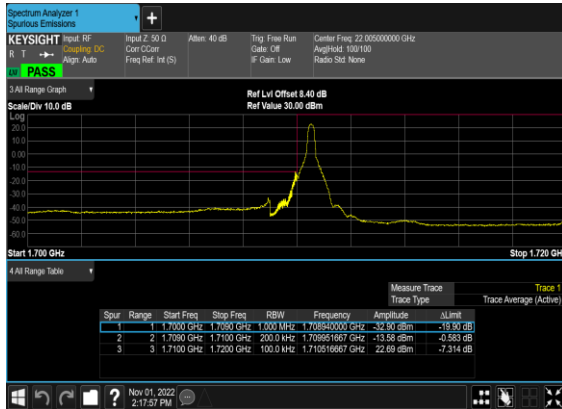 Spectrum Analyzer 1
Spurious Emissions
KEYSIGHT Input: RF Input Z: 50 Ω Atten: 40 dB Trig: Free Run Center Freq: 22.005000000 GHz
R T Coupling: DC Corr CCorr Gate: Off Avg|Hold: 100/100
Align: Auto Freq Ref: Int (S) IF Gain: Low Radio Std: None
LU PASS
3 All Range Graph
Ref Lvl Offset 8.40 dB
Scale/Div 10.0 dB Ref Value 30.00 dBm
Log
20.0
10.0
0.00
-10.0
-20.0
-30.0
-40.0
-50.0
-60.0
Start 1.700 GHz Stop 1.720 GH
4 All Range Table
Measure Trace Trace 1
Trace Type Trace Average (Active)
Spur Range Start Freq Stop Freq RBW Frequency Amplitude ΔLimit
1 1 1.7000 GHz 1.7090 GHz 1.000 MHz 1.708940000 GHz -32.90 dBm -19.90 dB
2 2 1.7090 GHz 1.7100 GHz 200.0 kHz 1.709951667 GHz -13.58 dBm -0.583 dB
3 3 1.7100 GHz 1.7200 GHz 100.0 kHz 1.710516667 GHz 22.69 dBm -7.314 dB
? Nov 01, 2022
2:17:57 PM